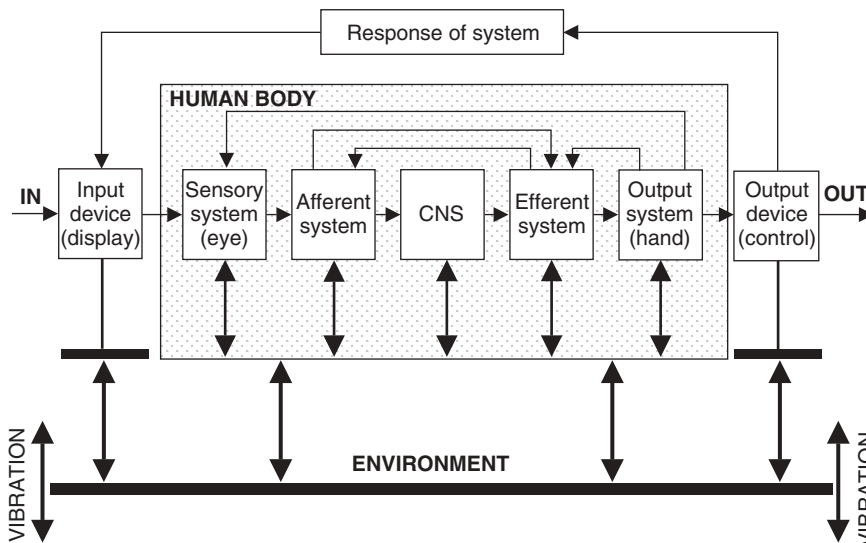 Response of system
HUMAN BODY
IN
Input
device
(display)
Sensory
system
(eye)
Afferent
system
CNS
Efferent
system
Output
system
(hand)
Output
device
(control)
OUT
VIBRATION
ENVIRONMENT
VIBRATION